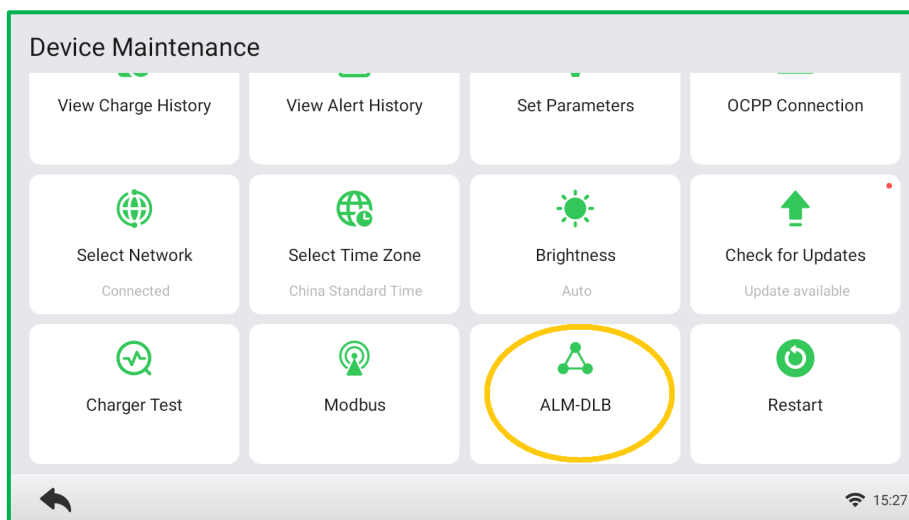 Device Maintenance
View Charge History
View Alert History
Set Parameters
OCPP Connection
Select Network
Select Time Zone
Brightness
Check for Updates
Connected
China Standard Time
Auto
Update available
Charger Test
Modbus
ALM-DLB
Restart
15:27